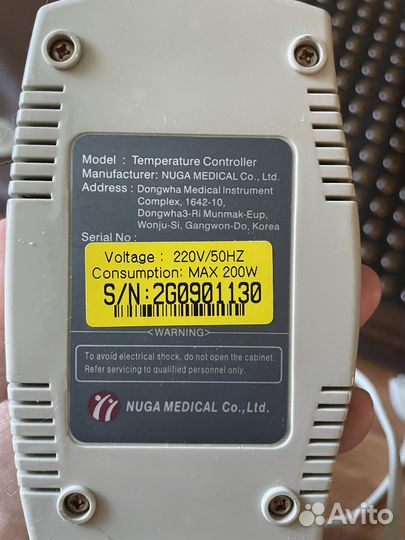 Model : Temperature Controller
Manufacturer: NUGA MEDICAL Co., Ltd.
Address : Dongwha Medical Instrument
Complex, 1642-10,
Dongwha3-Ri Munmak-Eup,
Wonju-Si, Gangwon-Do, Korea
Serial No :
Voltage : 220V/50HZ
Consumption: MAX 200W
S/N:2G0901130
<WARNING>
To avoid electrical shock, do not open the cabinet.
Refer servicing to qualified personnel only.
NUGA MEDICAL Co., Ltd.
Avito